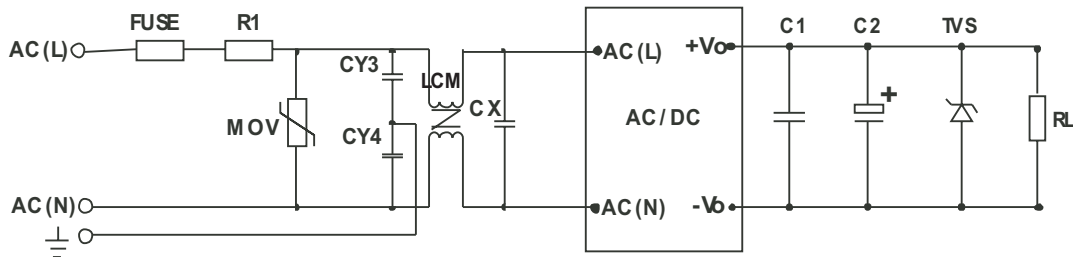 FUSE R1 C1 C2 TVS
AC(L) AC(L) +Vo
CY3 LCM CX
+
MOV AC/DC RL
CY4
AC(N) AC(N) -Vo